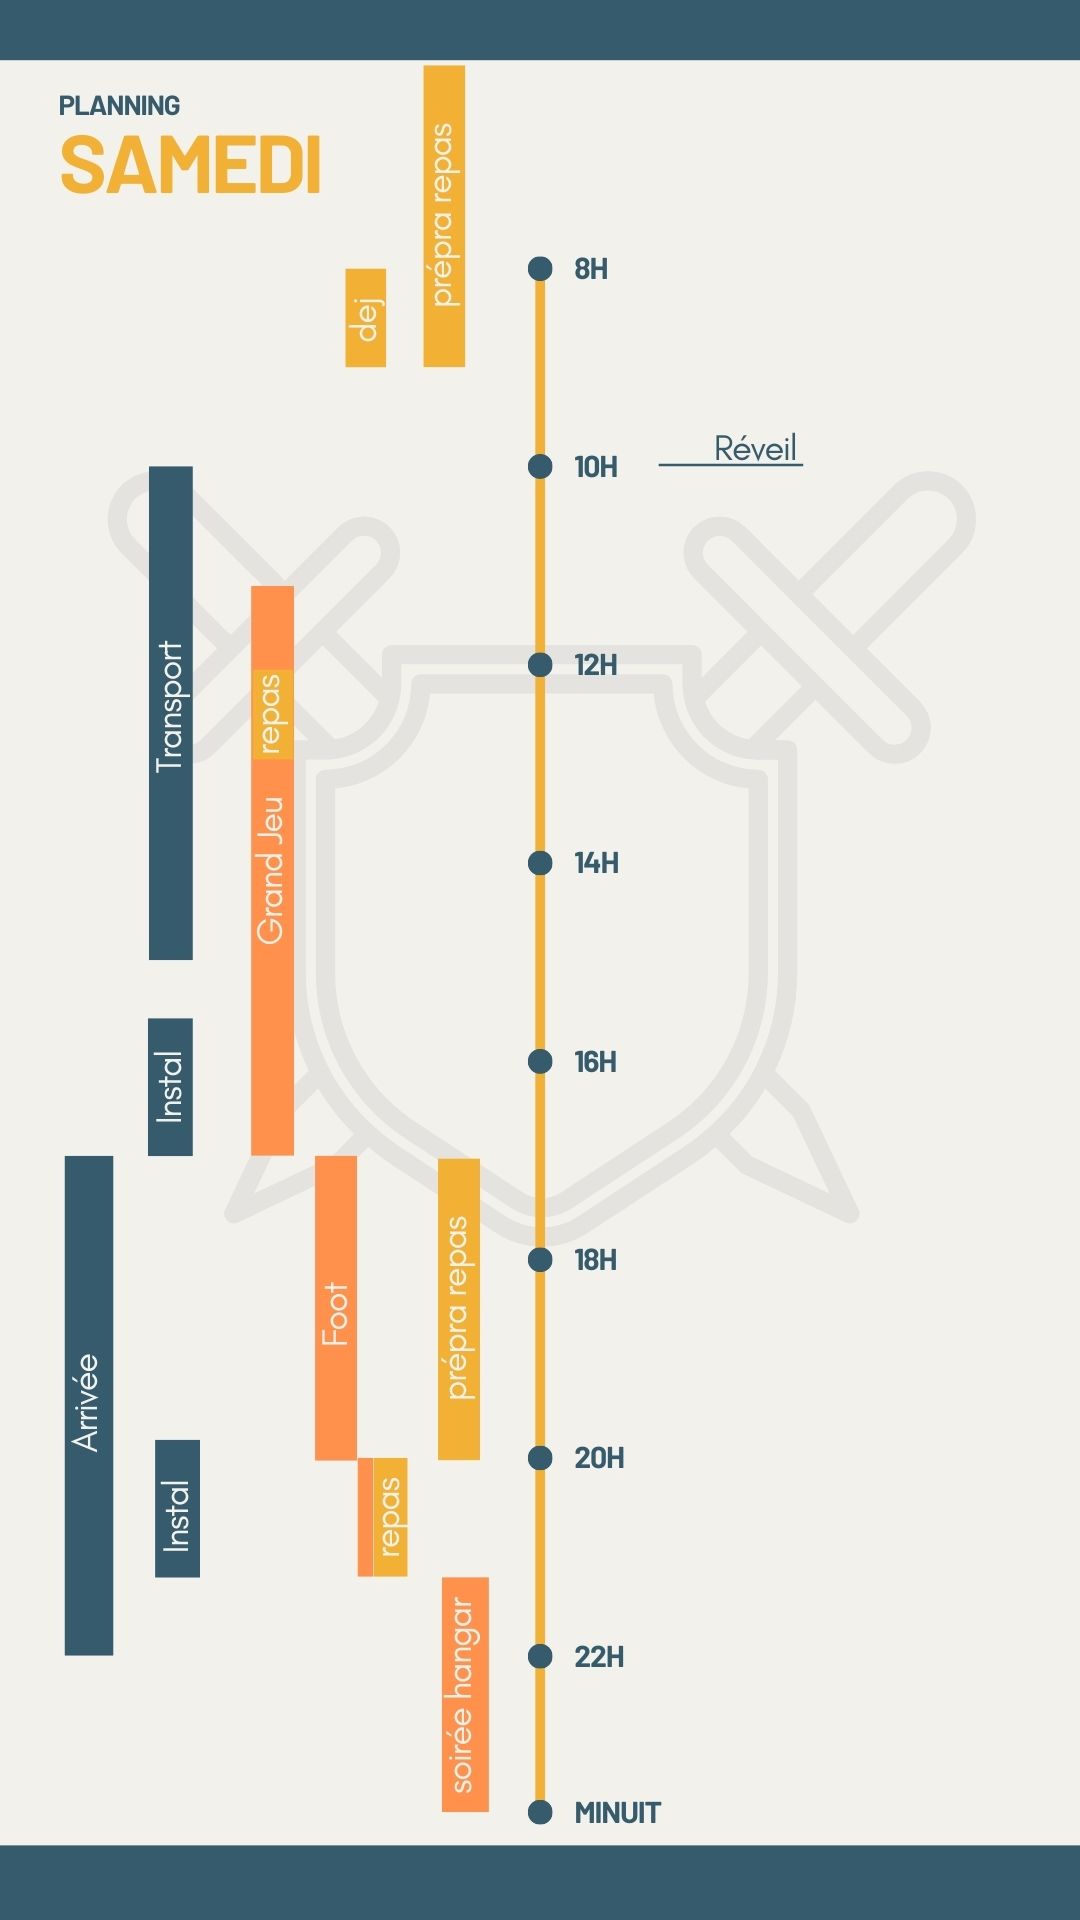 PLANNING
SAMEDI
prépra repas
dej
8H
Réveil
10H
Transport
repas
12H
Grand Jeu
14H
Instal
16H
Arrivée
Foot
prépra repas
18H
20H
Instal
repas
soirée hangar
22H
MINUIT